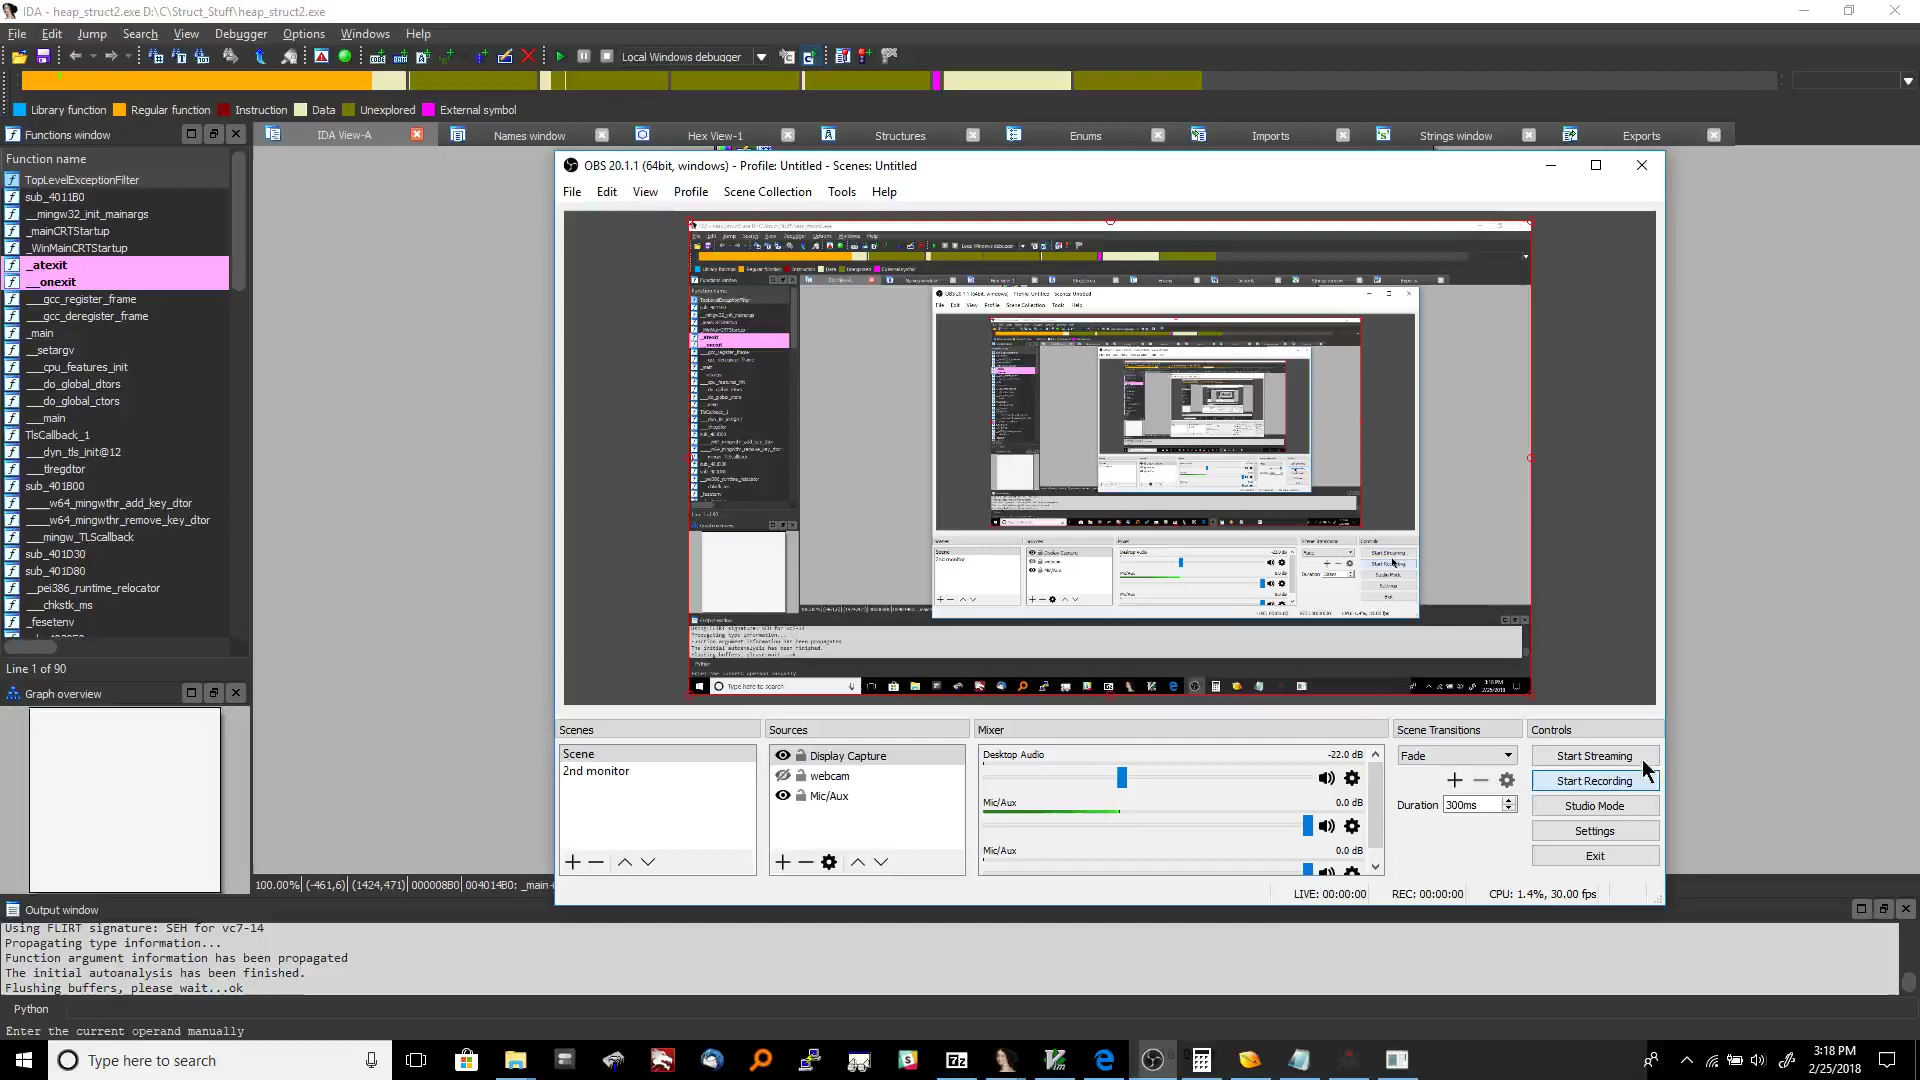 IDA - heap_struct2.exe D:\C\Struct_Stuff\heap_struct2.exe
File Edit Jump Search View Debugger Options Windows Help
Local Windows debugger
Library function Regular function Instruction Data Unexplored External symbol
Functions window
IDA View-A Names window Hex View-1 Structures Enums Imports Strings window Exports
Function name
TopLevelExceptionFilter
sub_4011B0
__mingw32_init_mainargs
_mainCRTStartup
_WinMainCRTStartup
_atexit
__onexit
___gcc_register_frame
___gcc_deregister_frame
_main
__setargv
___cpu_features_init
___do_global_dtors
___do_global_ctors
___main
TlsCallback_1
___dyn_tls_init@12
___tlregdtor
sub_401B00
____w64_mingwthr_add_key_dtor
____w64_mingwthr_remove_key_dtor
___mingw_TLScallback
sub_401D30
sub_401D80
__pei386_runtime_relocator
___chkstk_ms
_fesetenv
Line 1 of 90
Graph overview
OBS 20.1.1 (64bit, windows) - Profile: Untitled - Scenes: Untitled
File Edit View Profile Scene Collection Tools Help
Scenes
Scene
2nd monitor
Sources
Display Capture
webcam
Mic/Aux
Mixer
Desktop Audio -22.0 dB
Mic/Aux 0.0 dB
Mic/Aux 0.0 dB
Scene Transitions
Fade
Duration 300ms
Controls
Start Streaming
Start Recording
Studio Mode
Settings
Exit
LIVE: 00:00:00 REC: 00:00:00 CPU: 1.4%, 30.00 fps
100.00% (-461,6) (1424,471) 000008B0 004014B0: _main
Output window
Using FLIRT signature: SEH for vc7-14
Propagating type information...
Function argument information has been propagated
The initial autoanalysis has been finished.
Flushing buffers, please wait...ok
Python
Enter the current operand manually
Type here to search
7z
3:18 PM
2/25/2018